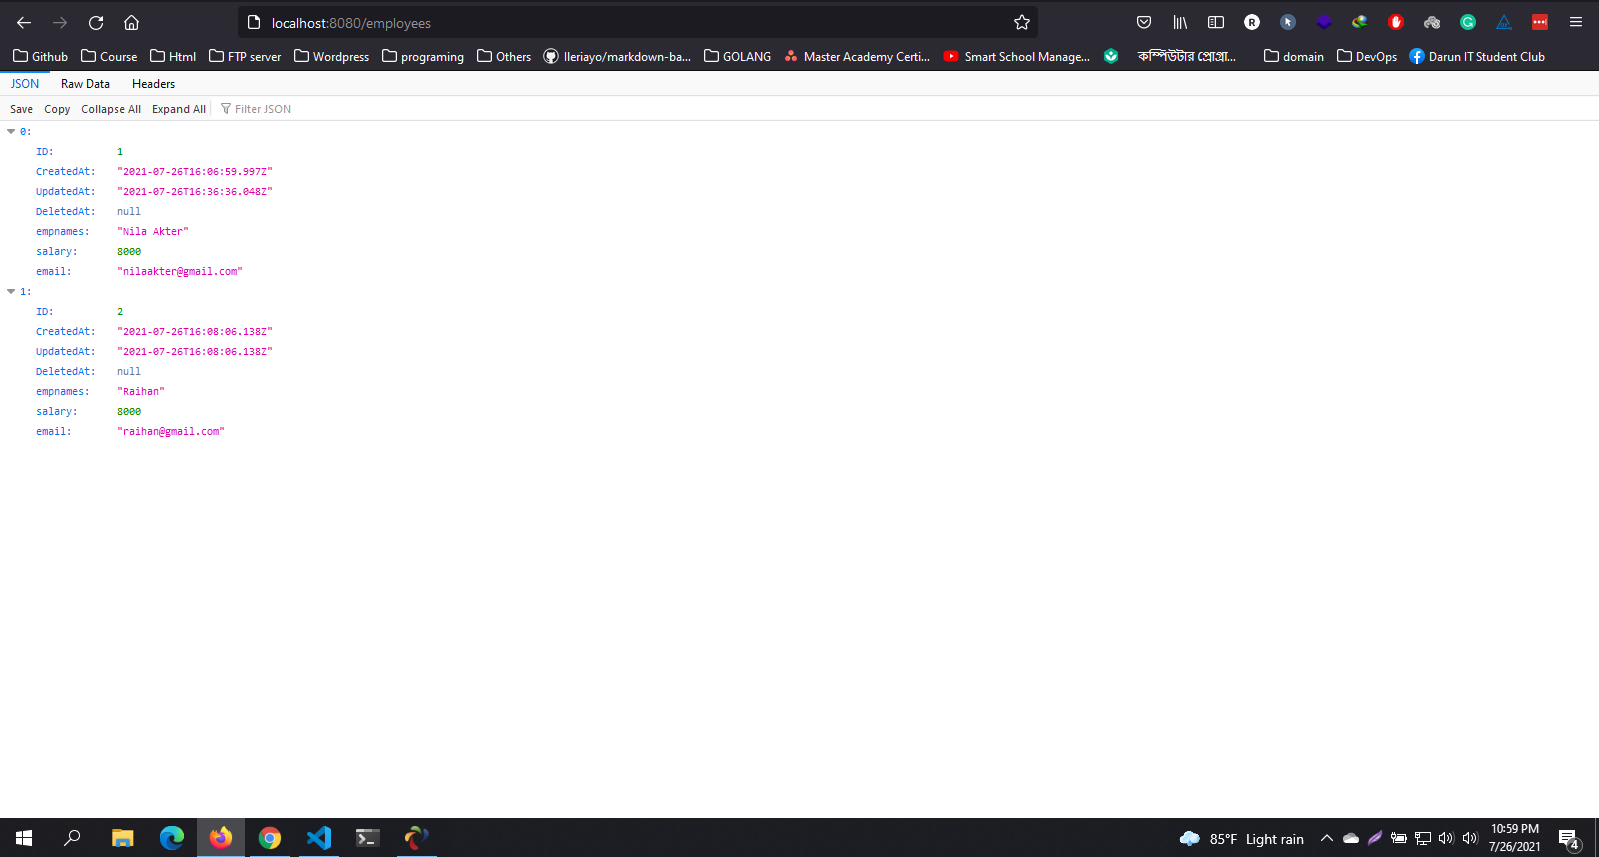 localhost:8080/employees
Github Course Html FTP server Wordpress programing Others lleriayo/markdown-ba... GOLANG Master Academy Certi... Smart School Manage... কম্পিউটার প্রোগ্রা... domain DevOps Darun IT Student Club
JSON Raw Data Headers
Save Copy Collapse All Expand All Filter JSON
0:
ID: 1
CreatedAt: "2021-07-26T16:06:59.997Z"
UpdatedAt: "2021-07-26T16:36:36.048Z"
DeletedAt: null
empnames: "Nila Akter"
salary: 8000
email: "nilaakter@gmail.com"
1:
ID: 2
CreatedAt: "2021-07-26T16:08:06.138Z"
UpdatedAt: "2021-07-26T16:08:06.138Z"
DeletedAt: null
empnames: "Raihan"
salary: 8000
email: "raihan@gmail.com"
85°F Light rain
10:59 PM
7/26/2021
4